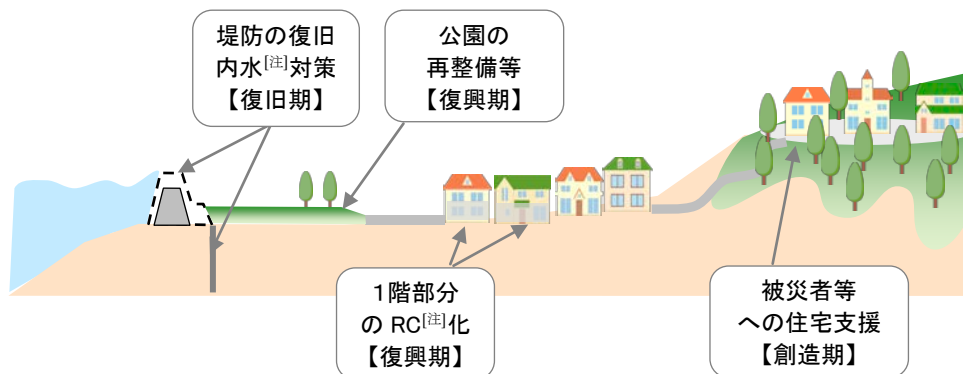 堤防の復旧
内水[注]対策
【復旧期】
公園の
再整備等
【復興期】
1階部分
の RC[注]化
【復興期】
被災者等
への住宅支援
【創造期】